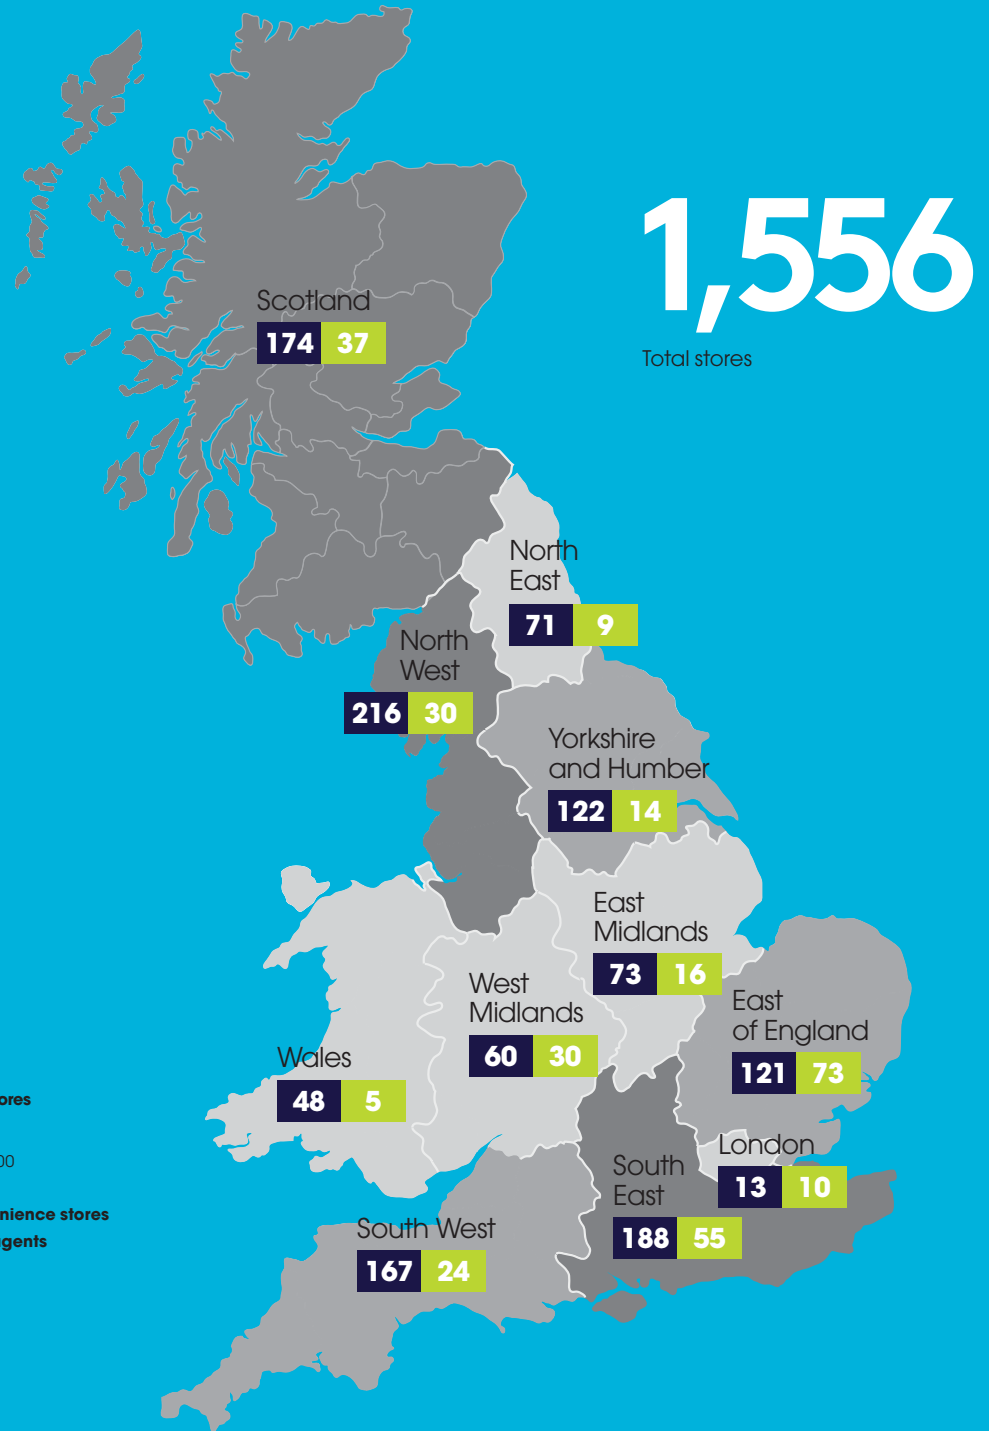 1,556
Total stores
Scotland
174 37
North
East
71 9
North
West
216 30
Yorkshire
and Humber
122 14
East
Midlands
73 16
West
Midlands
60 30
East
of England
121 73
Wales
48 5
London
13 10
South
East
188 55
South West
167 24
ores
00
nience stores
gents